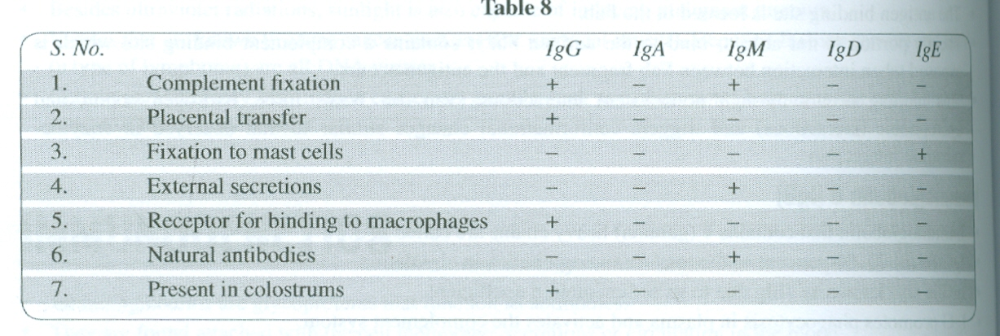 Table 8
S. No. IgG IgA IgM IgD IgE
1. Complement fixation + – + – –
2. Placental transfer + – – – –
3. Fixation to mast cells – – – – +
4. External secretions – – + – –
5. Receptor for binding to macrophages + – – – –
6. Natural antibodies – – + – –
7. Present in colostrums + – – – –